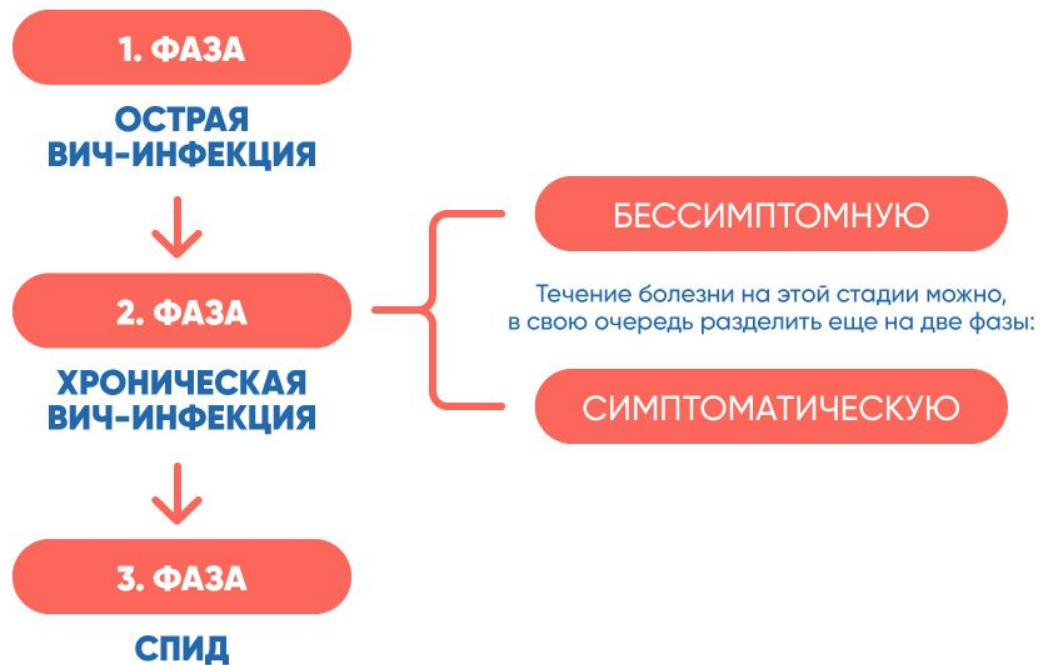 1. ФАЗА
ОСТРАЯ
ВИЧ-ИНФЕКЦИЯ
2. ФАЗА
ХРОНИЧЕСКАЯ
ВИЧ-ИНФЕКЦИЯ
БЕССИМПТОМНУЮ
Течение болезни на этой стадии можно,
в свою очередь разделить еще на две фазы:
СИМПТОМАТИЧЕСКУЮ
3. ФАЗА
СПИД